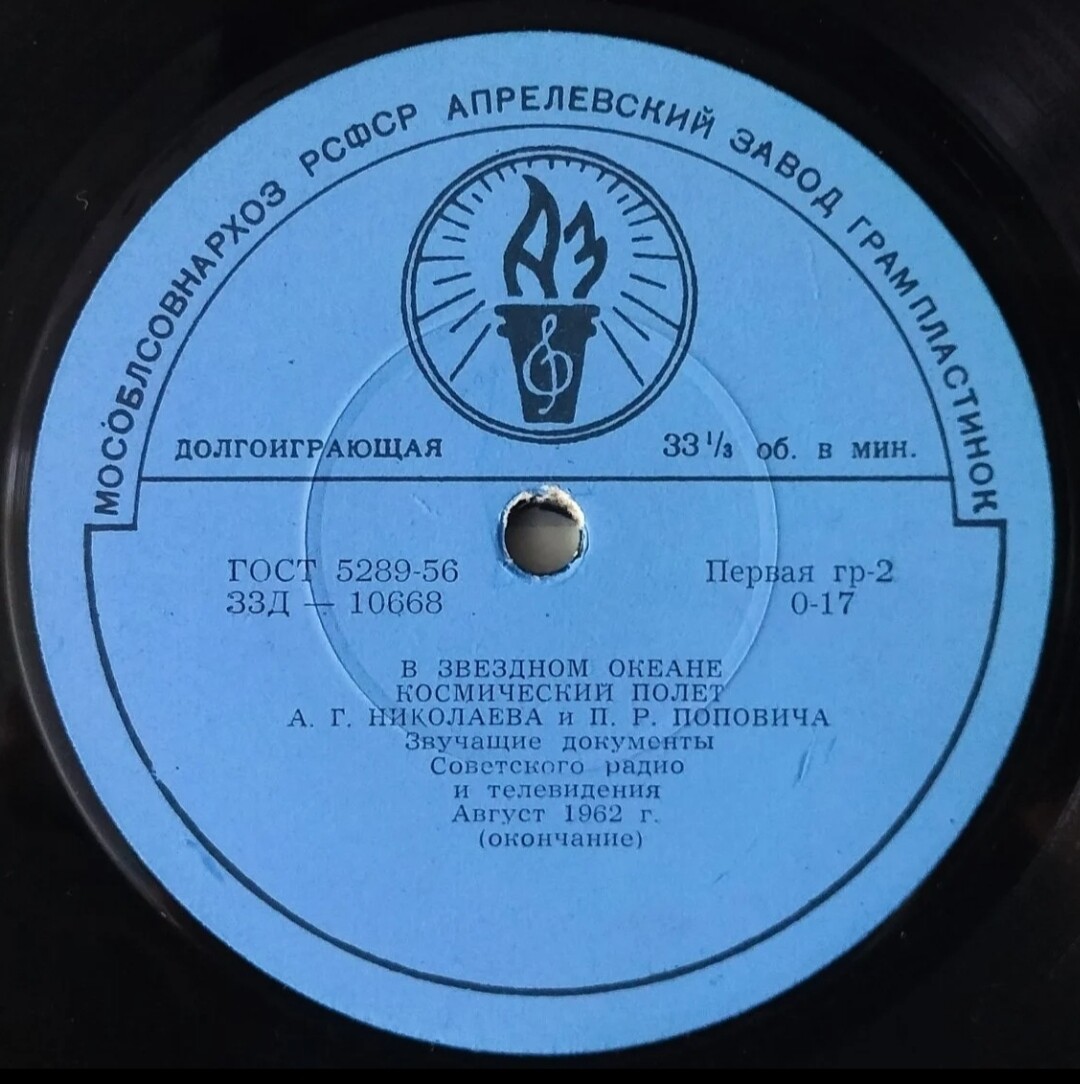 МОСОБЛСОВНАРХОЗ РСФСР АПРЕЛЕВСКИЙ ЗАВОД ГРАМПЛАСТИНОК
АЗ
ДОЛГОИГРАЮЩАЯ 33 1/3 об. в мин.
ГОСТ 5289-56 Первая гр-2
33Д — 10668 0-17
В ЗВЕЗДНОМ ОКЕАНЕ
КОСМИЧЕСКИЙ ПОЛЕТ
А. Г. НИКОЛАЕВА и П. Р. ПОПОВИЧА
Звучащие документы
Советского радио
и телевидения
Август 1962 г.
(окончание)